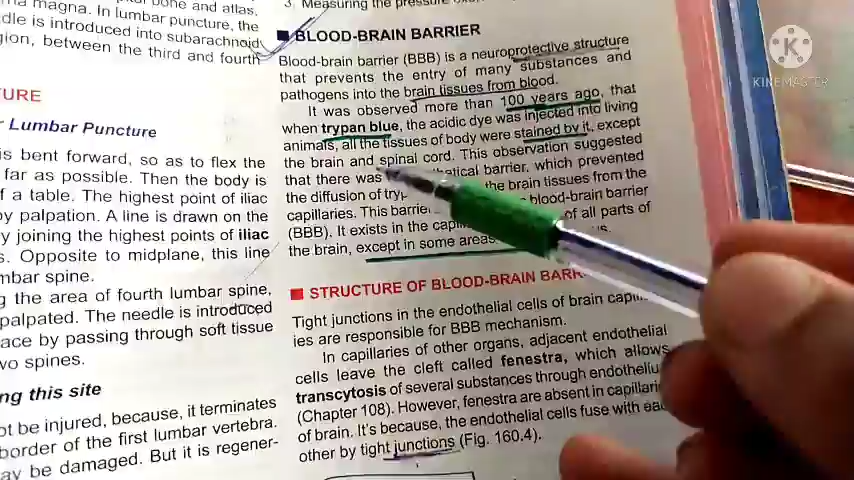 magna. In lumbar puncture, the
dle is introduced into subarachnoid
gion, between the third and fourth
URE
r Lumbar Puncture
is bent forward, so as to flex the
far as possible. Then the body is
f a table. The highest point of iliac
by palpation. A line is drawn on the
y joining the highest points of iliac
s. Opposite to midplane, this line
mbar spine.
g the area of fourth lumbar spine,
palpated. The needle is introduced
ace by passing through soft tissue
wo spines.
ng this site
ot be injured, because, it terminates
border of the first lumbar vertebra.
ay be damaged. But it is regener-
3. Measuring the pressure
BLOOD-BRAIN BARRIER
Blood-brain barrier (BBB) is a neuroprotective structure
that prevents the entry of many substances and
pathogens into the brain tissues from blood.
It was observed more than 100 years ago, that
when trypan blue, the acidic dye was injected into living
animals, all the tissues of body were stained by it, except
the brain and spinal cord. This observation suggested
that there was atical barrier, which prevented
the diffusion of tryp the brain tissues from the
capillaries. This barrier blood-brain barrier
(BBB). It exists in the capil of all parts of
the brain, except in some areas
STRUCTURE OF BLOOD-BRAIN BARR
Tight junctions in the endothelial cells of brain capill
ies are responsible for BBB mechanism.
In capillaries of other organs, adjacent endothelial
cells leave the cleft called fenestra, which allows
transcytosis of several substances through endotheliu
(Chapter 108). However, fenestra are absent in capillari
of brain. It's because, the endothelial cells fuse with eac
other by tight junctions (Fig. 160.4).
K
KINEMASTER